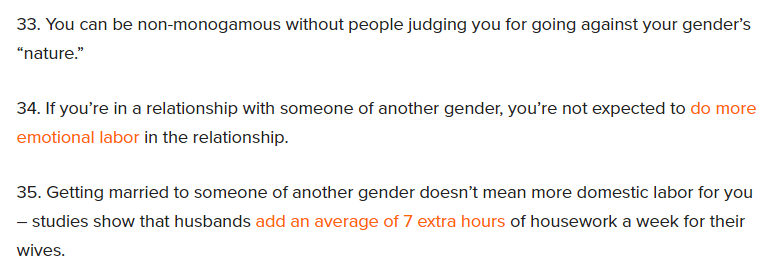 33. You can be non-monogamous without people judging you for going against your gender’s
“nature.”
34. If you’re in a relationship with someone of another gender, you’re not expected to do more
emotional labor in the relationship.
35. Getting married to someone of another gender doesn’t mean more domestic labor for you
– studies show that husbands add an average of 7 extra hours of housework a week for their
wives.